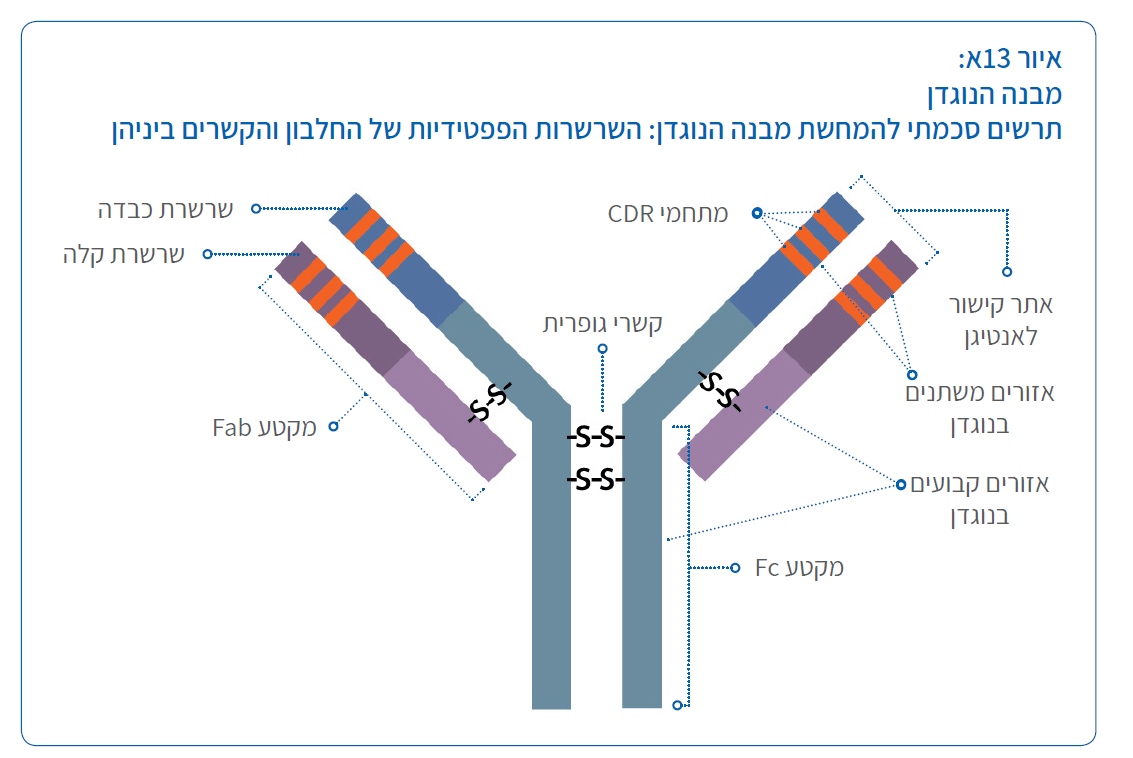 איור 13א:
מבנה הנוגדן
תרשים סכמתי להמחשת מבנה הנוגדן: השרשרות הפפטידיות של החלבון והקשרים ביניהן
שרשרת כבדה
שרשרת קלה
מתחמי CDR
אתר קישור
לאנטיגן
קשרי גופרית
אזורים משתנים
בנוגדן
מקטע Fab
-S-S-
-S-S-
-S-S-
-S-S-
אזורים קבועים
בנוגדן
מקטע Fc